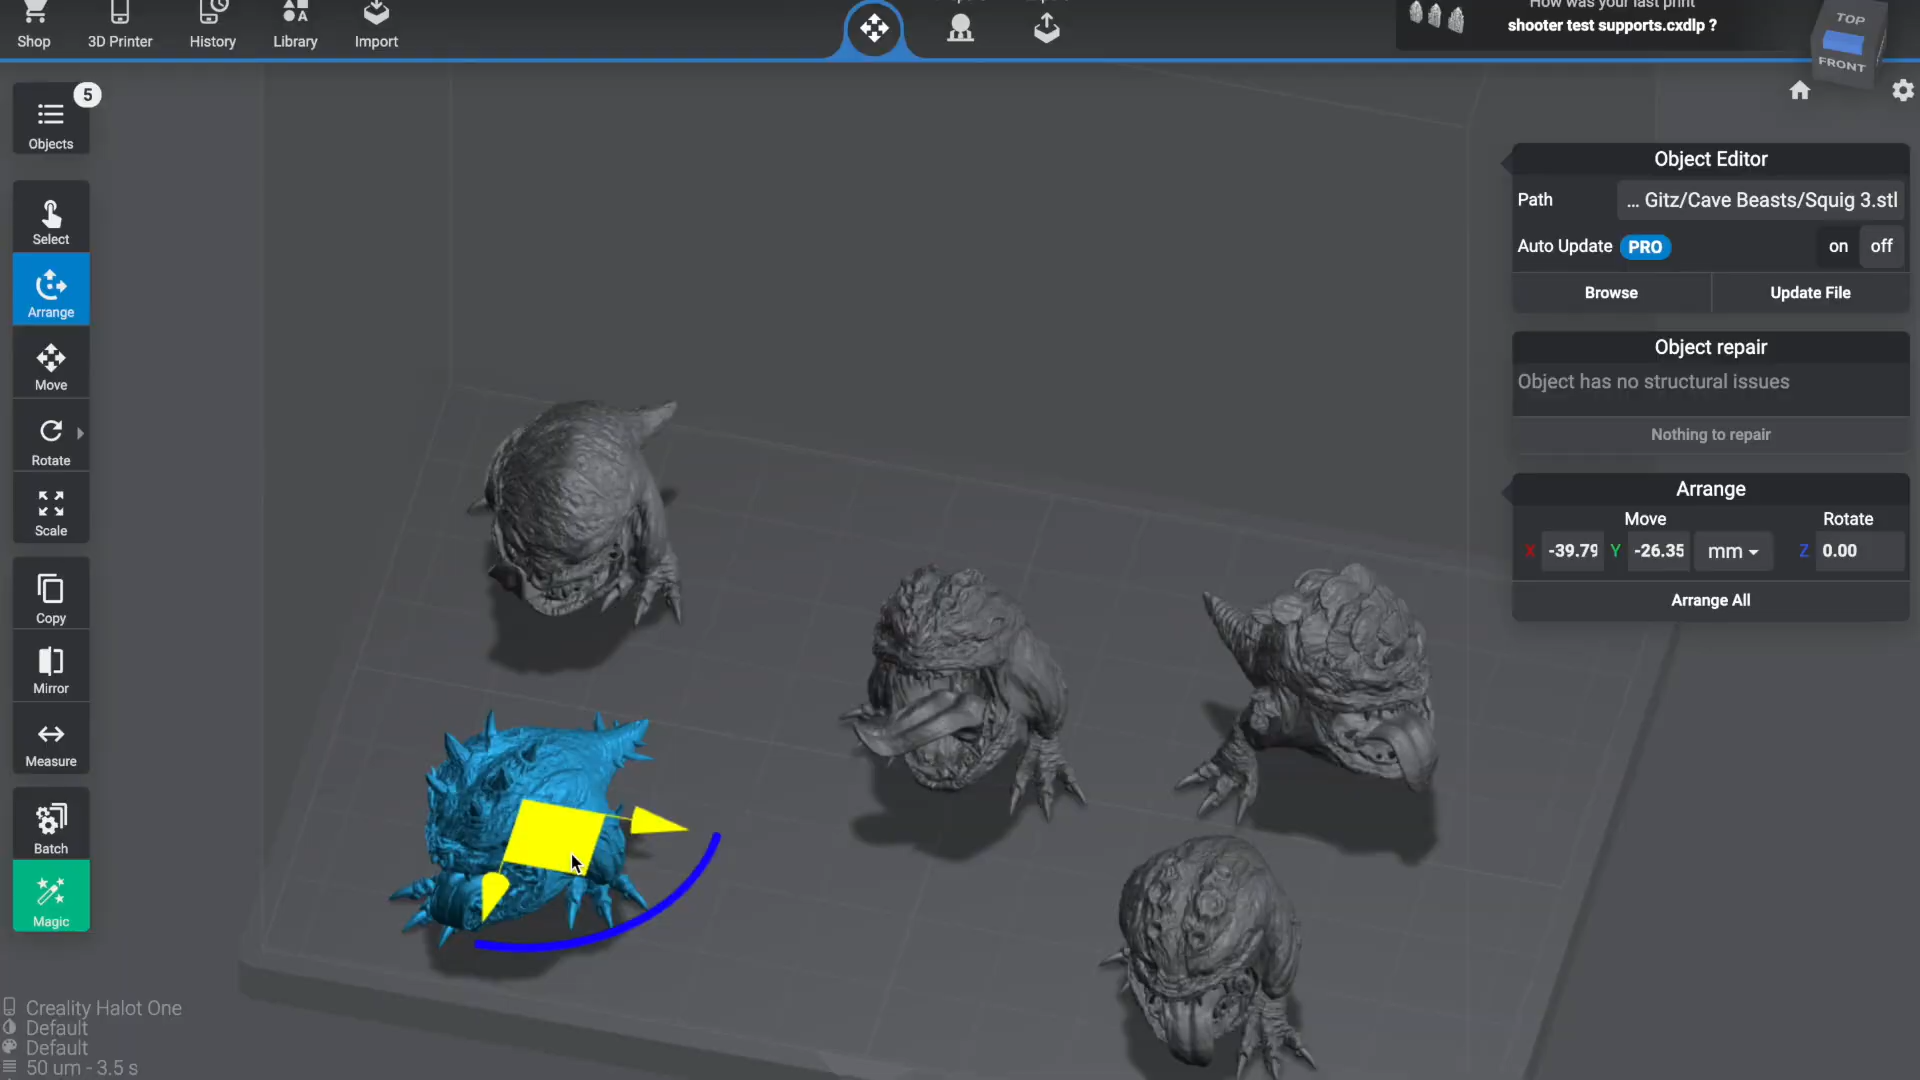 Shop
3D Printer
History
Library
Import
How was your last print
shooter test supports.cxdlp ?
TOP
FRONT
5
Objects
Select
Arrange
Move
Rotate
Scale
Copy
Mirror
Measure
Batch
Magic
Object Editor
Path ... Gitz/Cave Beasts/Squig 3.stl
Auto Update PRO on off
Browse Update File
Object repair
Object has no structural issues
Nothing to repair
Arrange
Move Rotate
X -39.79 Y -26.35 mm Z 0.00
Arrange All
Creality Halot One
Default
Default
50 um - 3.5 s